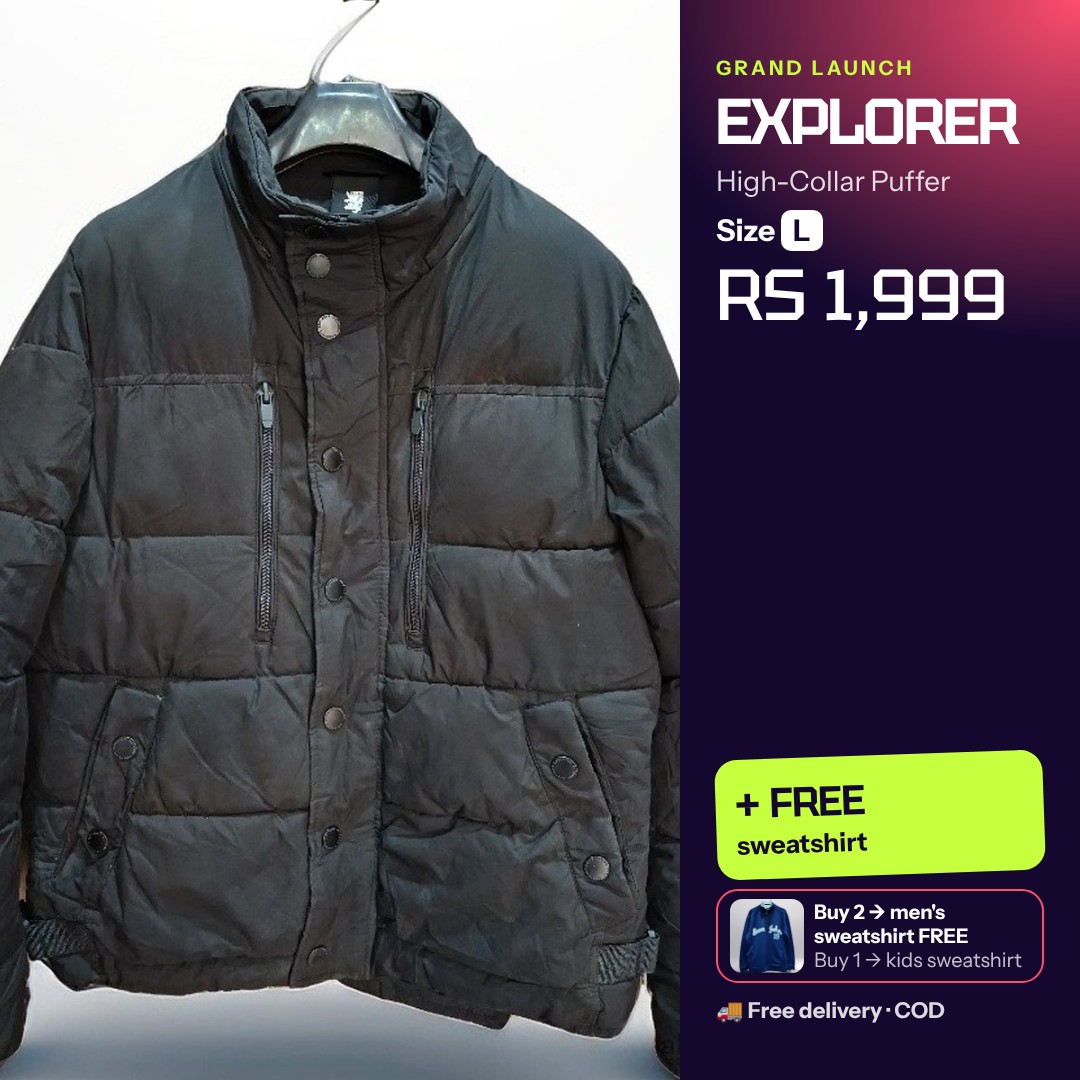 GRAND LAUNCH
EXPLORER
High-Collar Puffer
Size L
RS 1,999
+ FREE
sweatshirt
Buy 2 → men's
sweatshirt FREE
Buy 1 → kids sweatshirt
🚚 Free delivery · COD